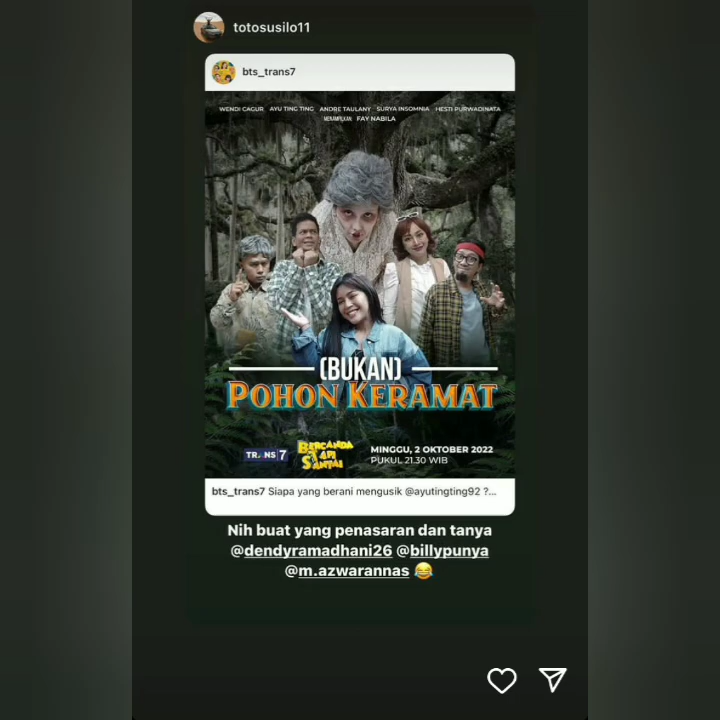 totosusilo11
bts_trans7
WENDI CAGUR AYU TING TING ANDRE TAULANY SURYA INSOMNIA HESTI PURWADINATA
MENAMPILKAN FAY NABILA
(BUKAN)
POHON KERAMAT
TRANS|7 BERCANDA TAPI SANTAI
MINGGU, 2 OKTOBER 2022
PUKUL 21.30 WIB
bts_trans7 Siapa yang berani mengusik @ayutingting92 ?...
Nih buat yang penasaran dan tanya
@dendyramadhani26 @billypunya
@m.azwarannas 😂